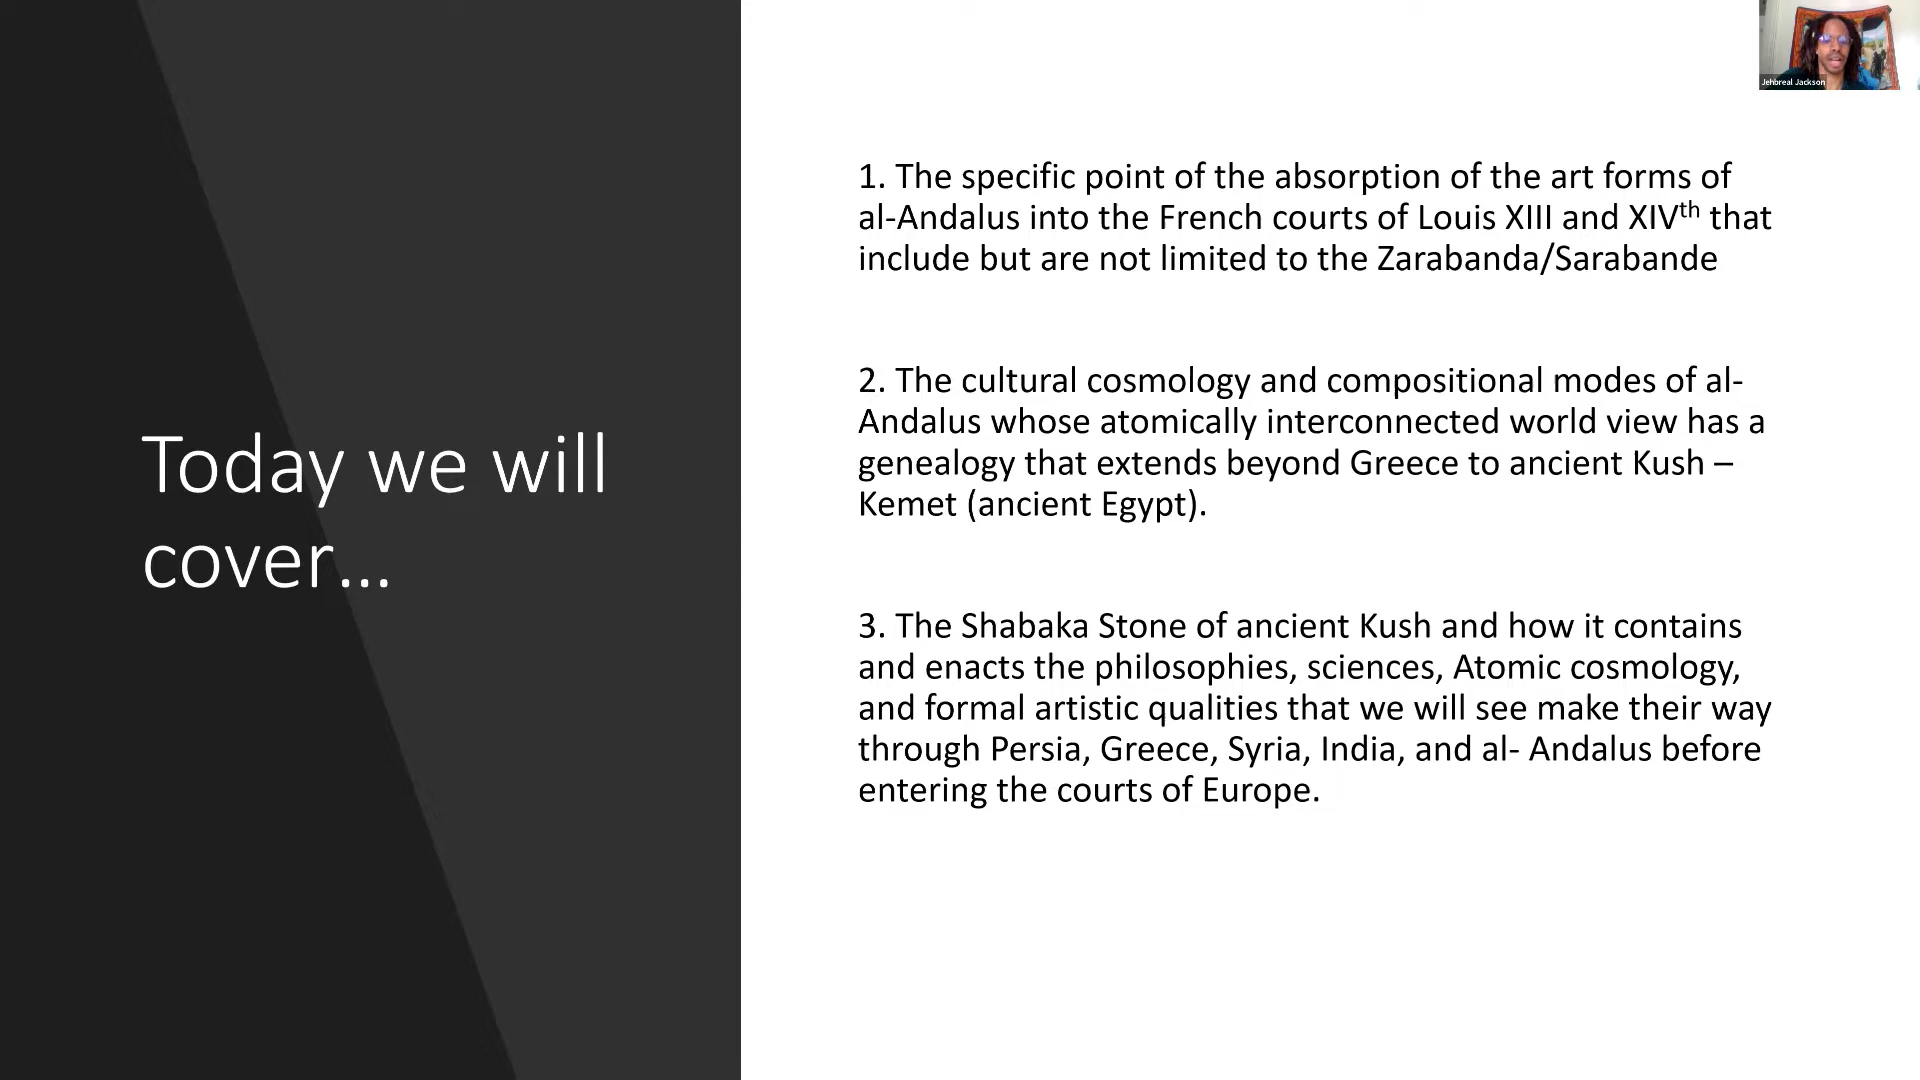 Today we will
cover...
1. The specific point of the absorption of the art forms of
al-Andalus into the French courts of Louis XIII and XIVth that
include but are not limited to the Zarabanda/Sarabande
2. The cultural cosmology and compositional modes of al-
Andalus whose atomically interconnected world view has a
genealogy that extends beyond Greece to ancient Kush –
Kemet (ancient Egypt).
3. The Shabaka Stone of ancient Kush and how it contains
and enacts the philosophies, sciences, Atomic cosmology,
and formal artistic qualities that we will see make their way
through Persia, Greece, Syria, India, and al- Andalus before
entering the courts of Europe.
Jehbreal Jackson